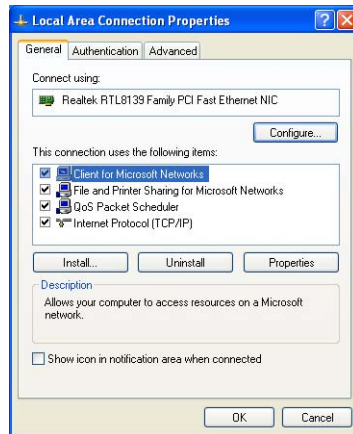 Local Area Connection Properties
General Authentication Advanced
Connect using:
Realtek RTL8139 Family PCI Fast Ethernet NIC
Configure...
This connection uses the following items:
Client for Microsoft Networks
File and Printer Sharing for Microsoft Networks
QoS Packet Scheduler
Internet Protocol (TCP/IP)
Install... Uninstall Properties
Description
Allows your computer to access resources on a Microsoft
network.
Show icon in notification area when connected
OK Cancel